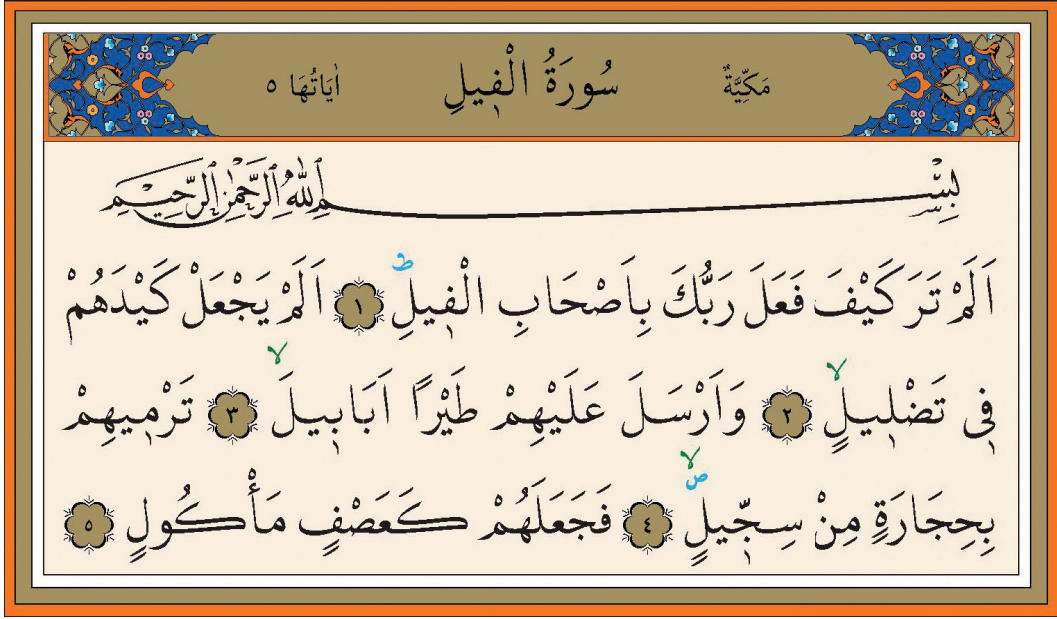 مَكِّيَّةٌ سُورَةُ الْفٖيلِ اٰيَاتُهَا ٥
بِسْمِ اللّٰهِ الرَّحْمٰنِ الرَّحٖيمِ
اَلَمْ تَرَ كَيْفَ فَعَلَ رَبُّكَ بِاَصْحَابِ الْفٖيلِؕ ١ اَلَمْ يَجْعَلْ كَيْدَهُمْ
فٖي تَضْلٖيلٍۙ ٢ وَاَرْسَلَ عَلَيْهِمْ طَيْرًا اَبَابٖيلَۙ ٣ تَرْمٖيهِمْ
بِحِجَارَةٍ مِنْ سِجّٖيلٍۙࣕ ٤ فَجَعَلَهُمْ كَعَصْفٍ مَأْكُولٍ ٥